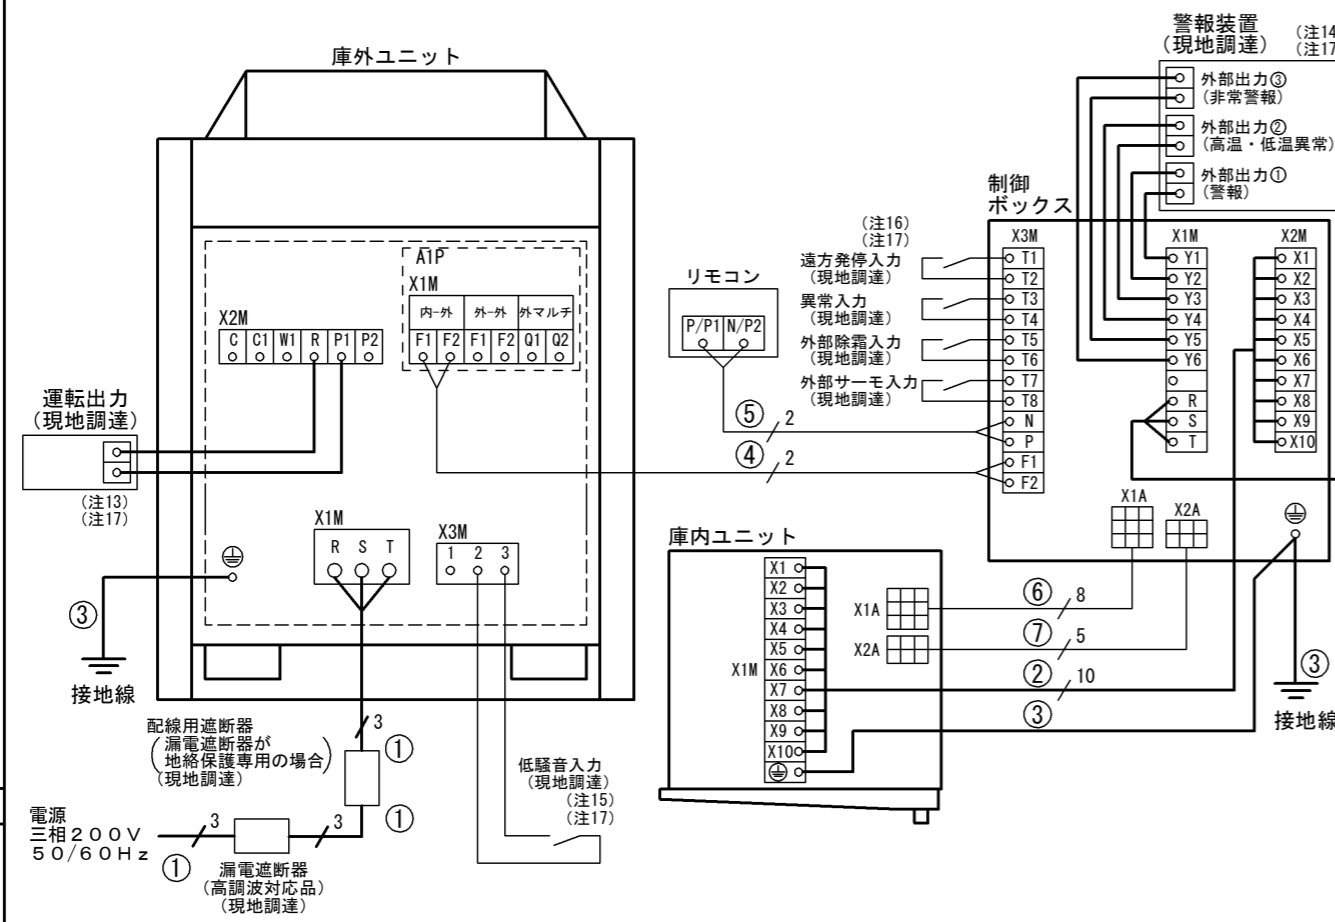 警報装置
(現地調達)
(注14
(注17
外部出力③
(非常警報)
外部出力②
(高温・低温異常)
外部出力①
(警報)
庫外ユニット
A1P
X1M
内-外 外-外 外マルチ
F1 F2 F1 F2 Q1 Q2
X2M
C C1 W1 R P1 P2
運転出力
(現地調達)
(注13)
(注17)
X1M
R S T
X3M
1 2 3
③
接地線
配線用遮断器
(漏電遮断器が
地絡保護専用の場合)
(現地調達)
3
①
①
電源
三相200V
50/60Hz
3
①
3
漏電遮断器
(高調波対応品)
(現地調達)
低騒音入力
(現地調達)
(注15)
(注17)
リモコン
P/P1 N/P2
⑤ 2
④ 2
制御
ボックス
(注16)
(注17)
遠方発停入力
(現地調達)
異常入力
(現地調達)
外部除霜入力
(現地調達)
外部サーモ入力
(現地調達)
X3M
T1
T2
T3
T4
T5
T6
T7
T8
N
P
F1
F2
X1M
Y1
Y2
Y3
Y4
Y5
Y6
R
S
T
X2M
X1
X2
X3
X4
X5
X6
X7
X8
X9
X10
X1A
X2A
庫内ユニット
X1M
X1
X2
X3
X4
X5
X6
X7
X8
X9
X10
X1A
X2A
⑥ 8
⑦ 5
② 10
③
③
接地線